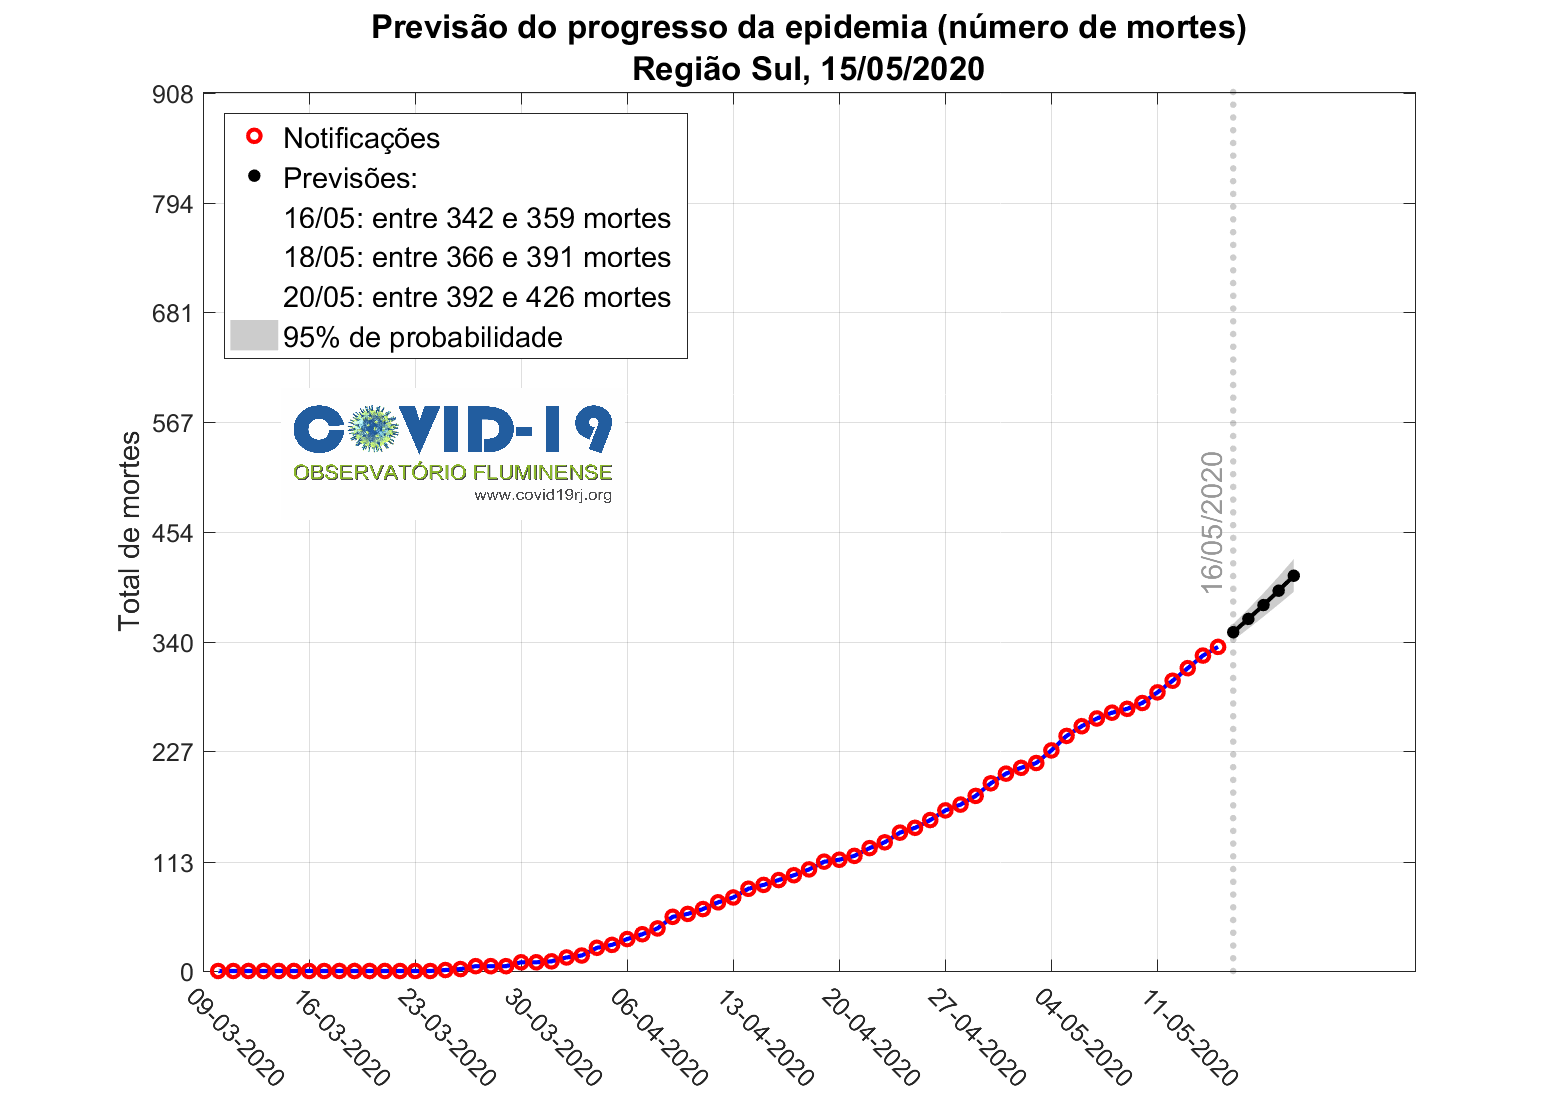 Previsão do progresso da epidemia (número de mortes)
Região Sul, 15/05/2020
908
794
681
567
454
340
227
113
0
Total de mortes
Notificações
Previsões:
16/05: entre 342 e 359 mortes
18/05: entre 366 e 391 mortes
20/05: entre 392 e 426 mortes
95% de probabilidade
COVID-19
OBSERVATÓRIO FLUMINENSE
www.covid19rj.org
16/05/2020
09-03-2020
16-03-2020
23-03-2020
30-03-2020
06-04-2020
13-04-2020
20-04-2020
27-04-2020
04-05-2020
11-05-2020